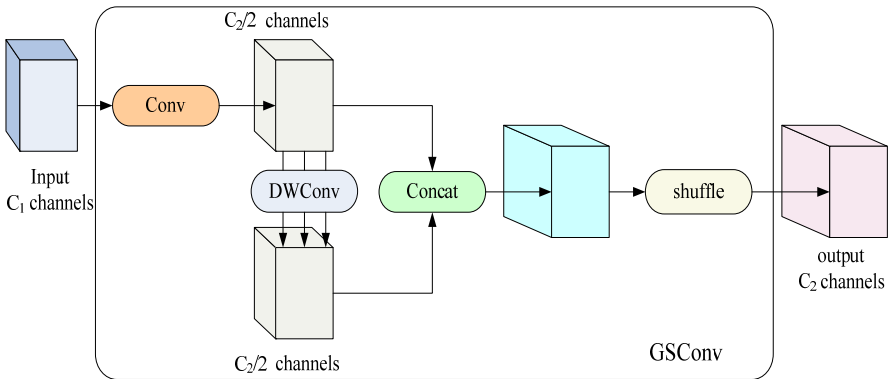 C₂/2 channels
Conv
Input
C₁ channels
DWConv
Concat
shuffle
output
C₂ channels
C₂/2 channels
GSConv